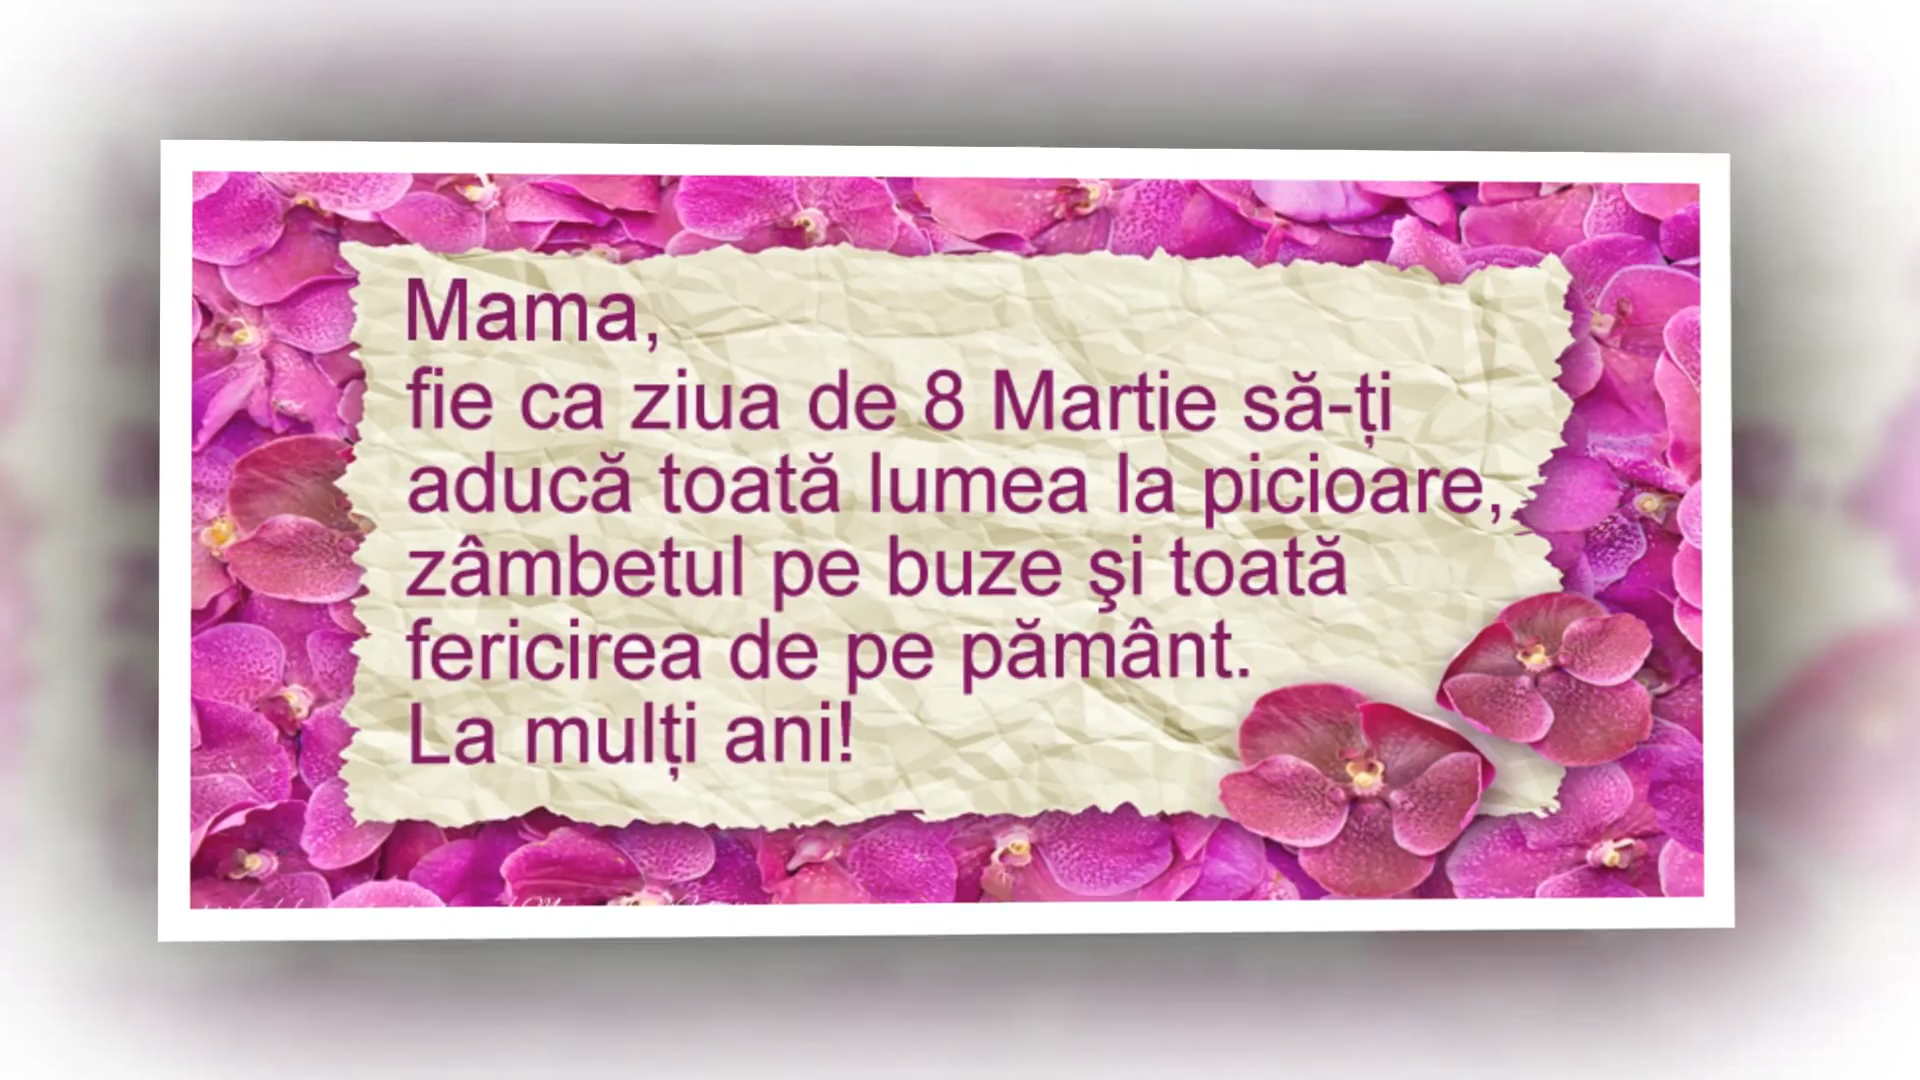 Mama,
fie ca ziua de 8 Martie să-ți
aducă toată lumea la picioare,
zâmbetul pe buze şi toată
fericirea de pe pământ.
La mulți ani!